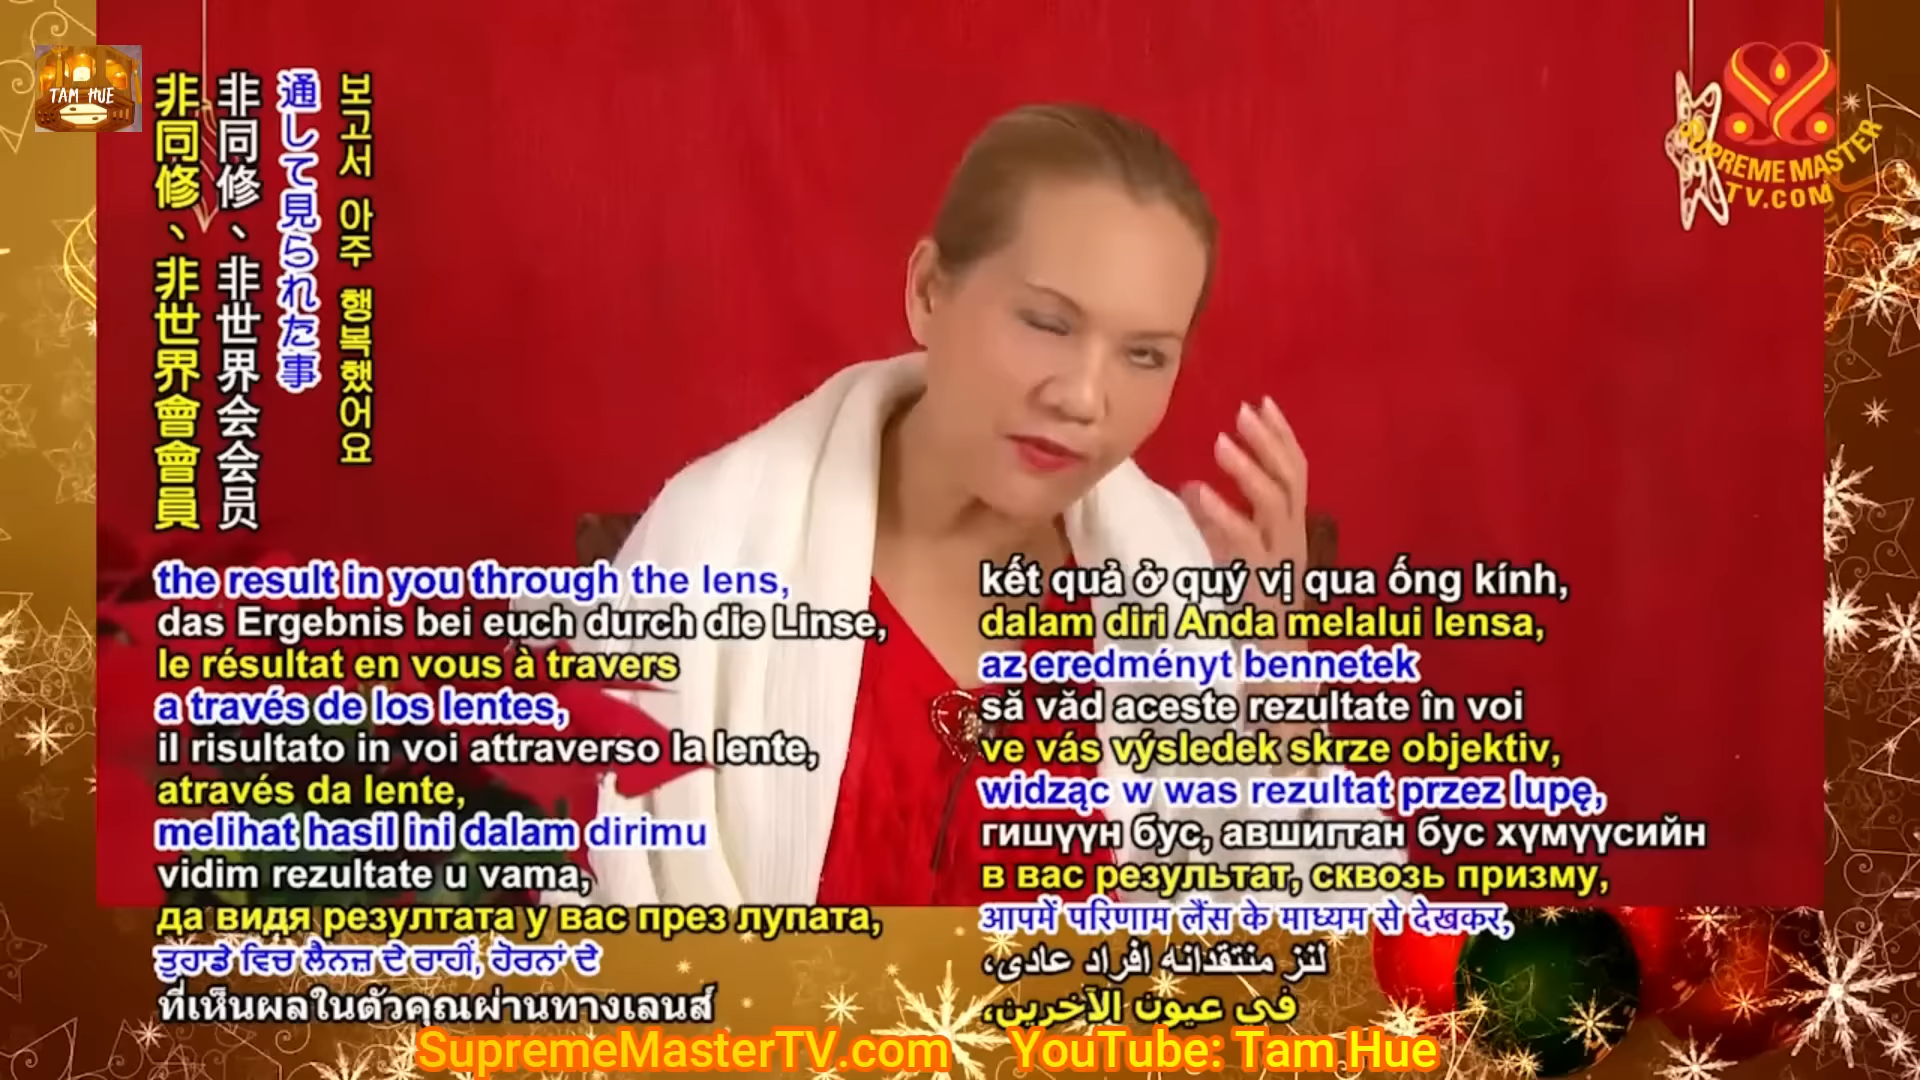 TAM HUE
SUPREME MASTER
TV.COM
非同修、非世界會會員
非同修、非世界会会员
通して見られた事
보고서 아주 행복했어요
the result in you through the lens,
das Ergebnis bei euch durch die Linse,
le résultat en vous à travers
a través de los lentes,
il risultato in voi attraverso la lente,
através da lente,
melihat hasil ini dalam dirimu
vidim rezultate u vama,
да видя резултата у вас през лупата,
ਤੁਹਾਡੇ ਵਿਚ ਲੈਨਜ਼ ਦੇ ਰਾਹੀਂ, ਹੋਰਨਾਂ ਦੇ
ที่เห็นผลในตัวคุณผ่านทางเลนส์
kết quả ở quý vị qua ống kính,
dalam diri Anda melalui lensa,
az eredményt bennetek
să văd aceste rezultate în voi
ve vás výsledek skrze objektiv,
widząc w was rezultat przez lupę,
гишүүн бус, авшигтан бус хүмүүсийн
в вас результат, сквозь призму,
आपमें परिणाम लैंस के माध्यम से देखकर,
لنز منتقدانه افراد عادی،
في عيون الآخرين،
SupremeMasterTV.com YouTube: Tam Hue